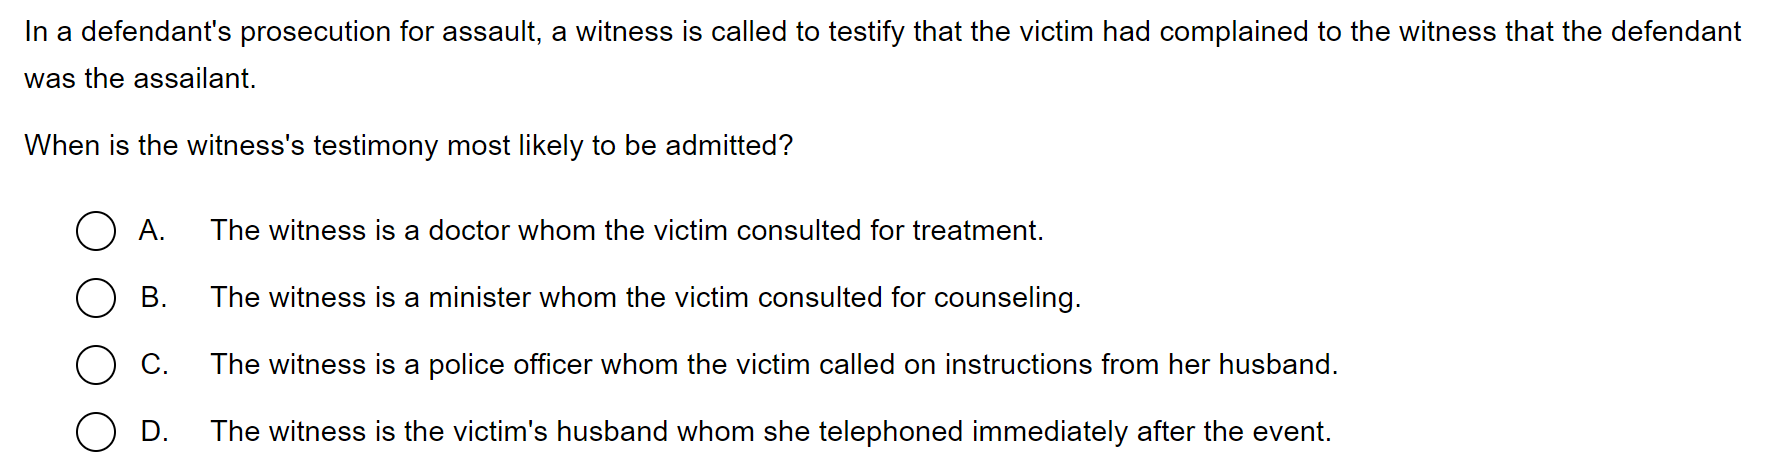 In a defendant's prosecution for assault, a witness is called to testify that the victim had complained to the witness that the defendant
was the assailant.
When is the witness's testimony most likely to be admitted?
A. The witness is a doctor whom the victim consulted for treatment.
B. The witness is a minister whom the victim consulted for counseling.
C. The witness is a police officer whom the victim called on instructions from her husband.
D. The witness is the victim's husband whom she telephoned immediately after the event.